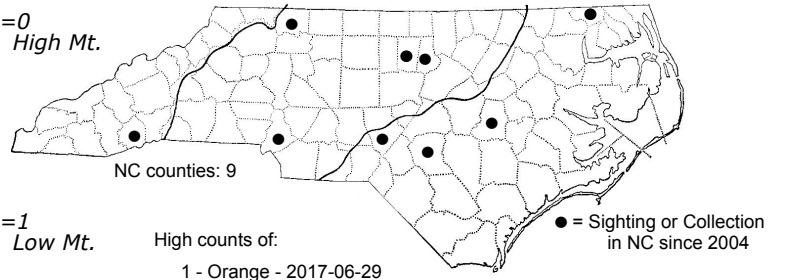 =0
High Mt.
NC counties: 9
=1
Low Mt.
High counts of:
1 - Orange - 2017-06-29
● = Sighting or Collection
in NC since 2004